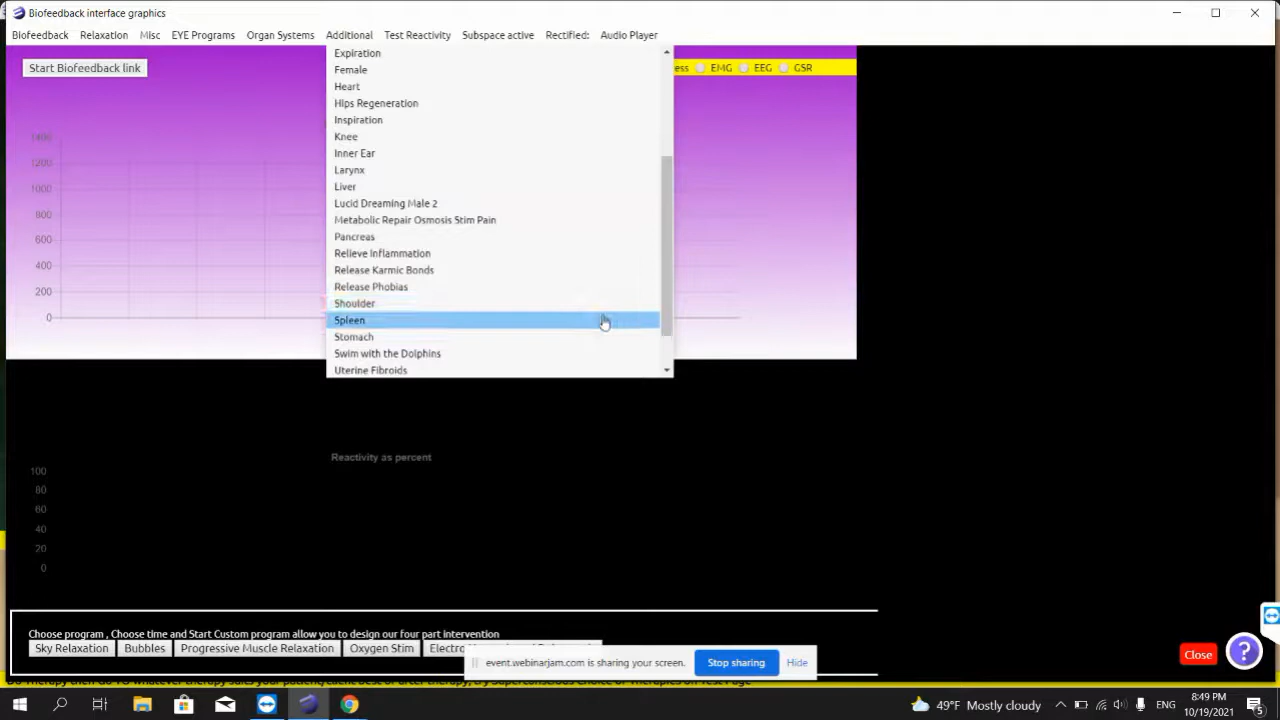 Biofeedback interface graphics
Biofeedback Relaxation Misc EYE Programs Organ Systems Additional Test Reactivity Subspace active Rectified: Audio Player
Start Biofeedback link
ess EMG EEG GSR
Expiration
Female
Heart
Hips Regeneration
Inspiration
Knee
Inner Ear
Larynx
Liver
Lucid Dreaming Male 2
Metabolic Repair Osmosis Stim Pain
Pancreas
Relieve Inflammation
Release Karmic Bonds
Release Phobias
Shoulder
Spleen
Stomach
Swim with the Dolphins
Uterine Fibroids
1400
1200
1000
800
600
400
200
0
Reactivity as percent
100
80
60
40
20
0
Choose program , Choose time and Start Custom program allow you to design our four part intervention
Sky Relaxation Bubbles Progressive Muscle Relaxation Oxygen Stim Electro
event.webinarjam.com is sharing your screen. Stop sharing Hide
Close
?
49°F Mostly cloudy ENG
8:49 PM
10/19/2021
5